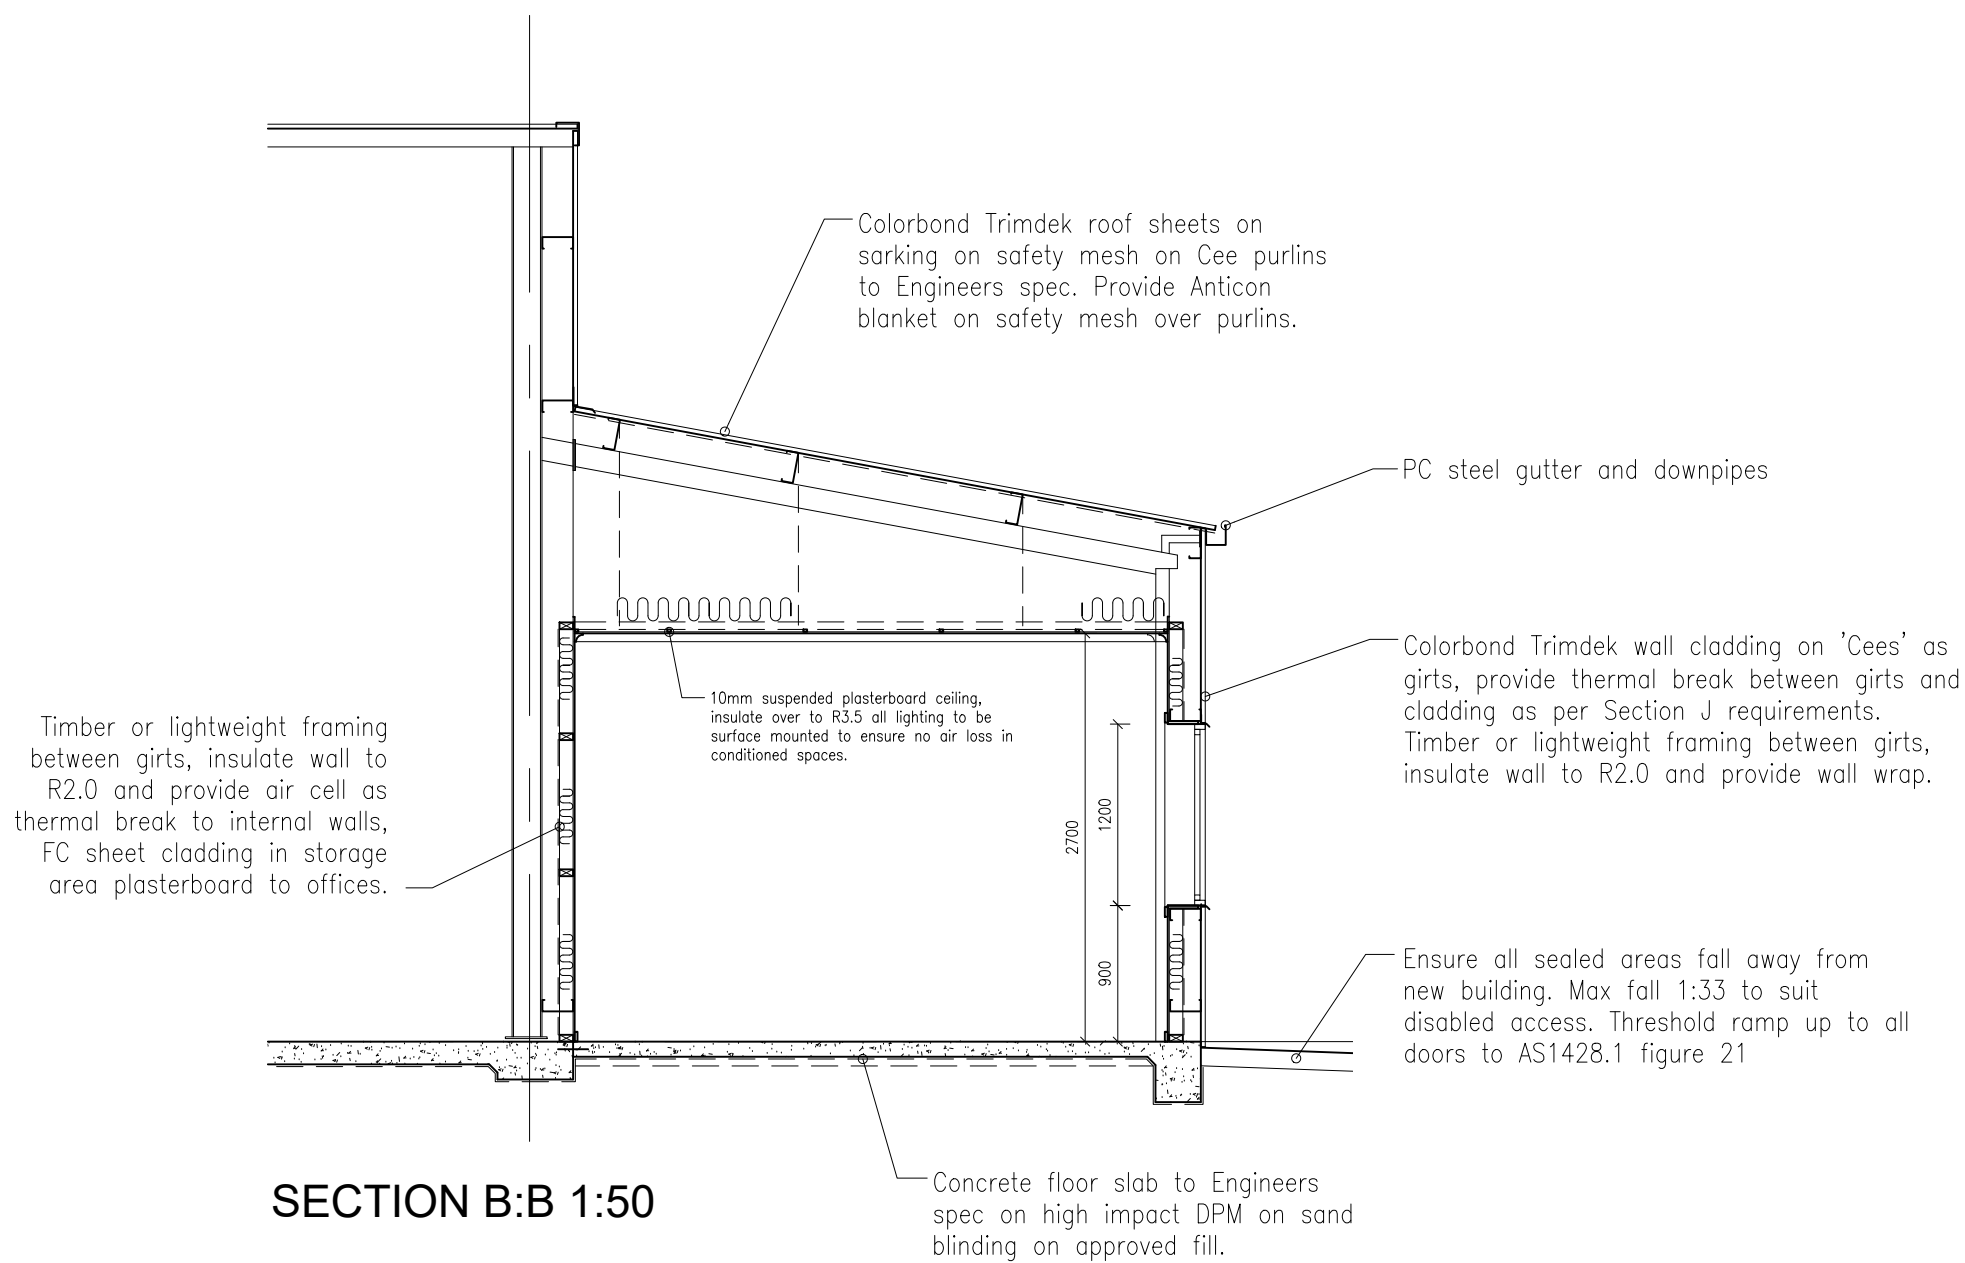 Colorbond Trimdek roof sheets on
sarking on safety mesh on Cee purlins
to Engineers spec. Provide Anticon
blanket on safety mesh over purlins.
PC steel gutter and downpipes
Colorbond Trimdek wall cladding on 'Cees' as
girts, provide thermal break between girts and
cladding as per Section J requirements.
Timber or lightweight framing between girts,
insulate wall to R2.0 and provide wall wrap.
10mm suspended plasterboard ceiling,
insulate over to R3.5 all lighting to be
surface mounted to ensure no air loss in
conditioned spaces.
Timber or lightweight framing
between girts, insulate wall to
R2.0 and provide air cell as
thermal break to internal walls,
FC sheet cladding in storage
area plasterboard to offices.
2700
1200
900
Ensure all sealed areas fall away from
new building. Max fall 1:33 to suit
disabled access. Threshold ramp up to all
doors to AS1428.1 figure 21
Concrete floor slab to Engineers
spec on high impact DPM on sand
blinding on approved fill.
SECTION B:B 1:50